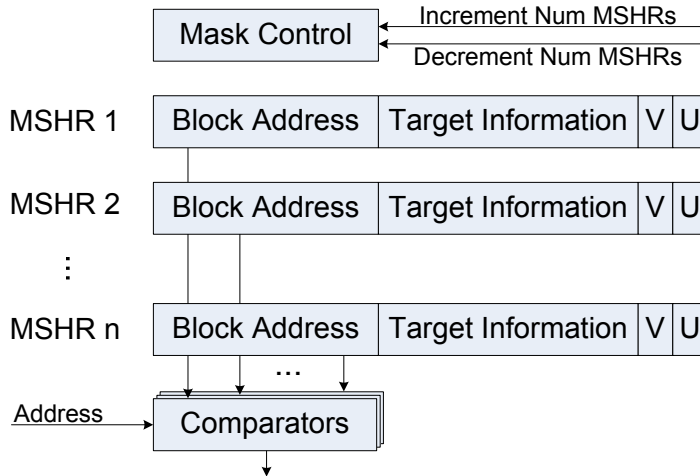 Mask Control
Increment Num MSHRs
Decrement Num MSHRs
MSHR 1 Block Address Target Information V U
MSHR 2 Block Address Target Information V U
⋮
MSHR n Block Address Target Information V U
...
Address
Comparators